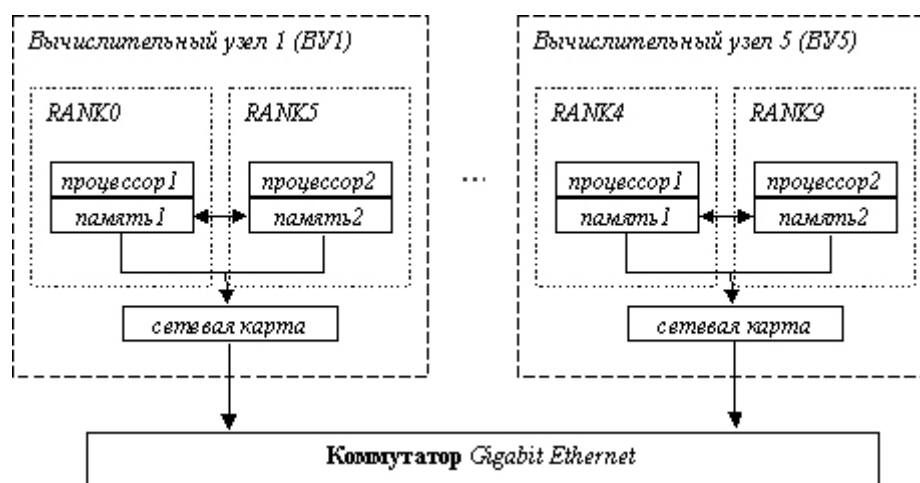 Вычислительный узел 1 (ВУ1)
RANK0
RANK5
процессор1
память1
процессор2
память2
сетевая карта
...
Вычислительный узел 5 (ВУ5)
RANK4
RANK9
процессор1
память1
процессор2
память2
сетевая карта
Коммутатор Gigabit Ethernet